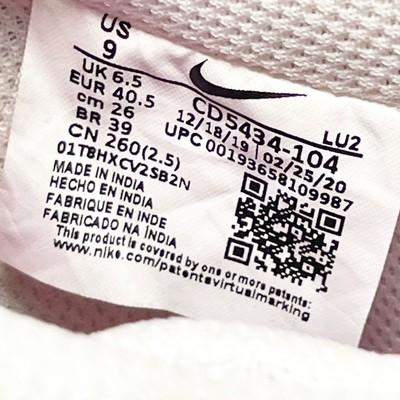 US
9
UK 6.5
EUR 40.5
cm 26
BR 39
CN 260(2.5)
01TBHXCV2SB2N
CD5434-104
12/18/19 | 02/25/20
UPC 00193658109987
LU2
MADE IN INDIA
HECHO EN INDIA
FABRIQUE EN INDE
FABRICADO NA ÍNDIA
This product is covered by one or more patents:
www.nike.com/patentsvirtualmarking